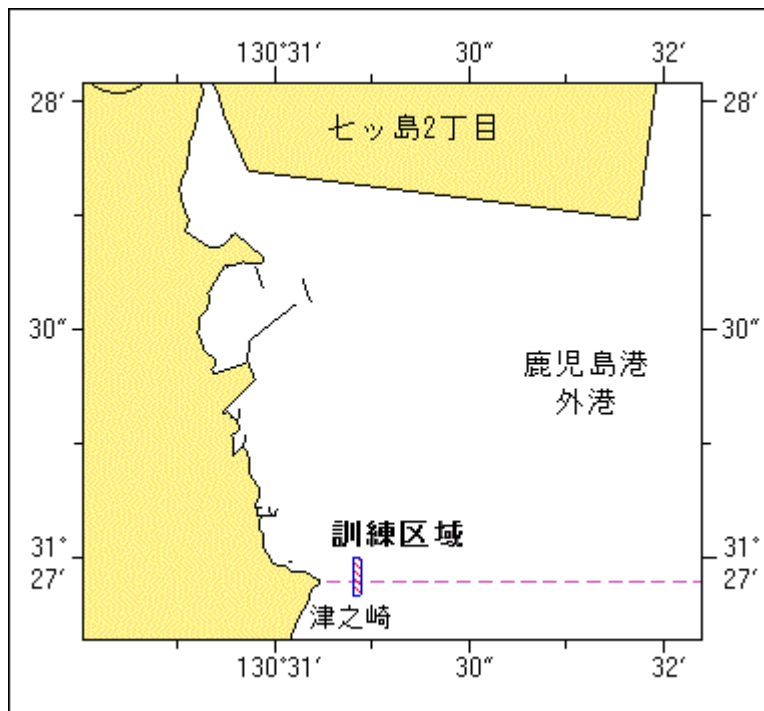 130°31′ 30″ 32′
28′ 28′
七ッ島2丁目
30″ 30″
鹿児島港
外港
訓練区域
31° 31°
27′ 27′
津之崎
130°31′ 30″ 32′